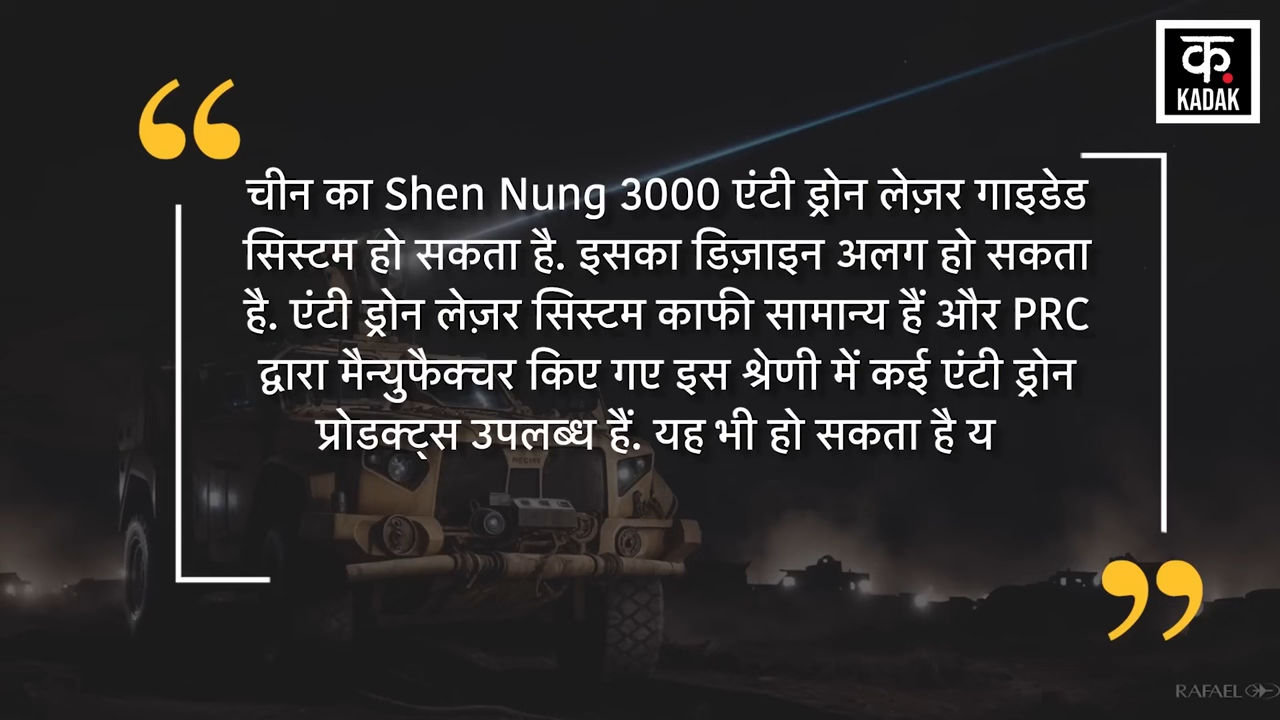 क
KADAK
चीन का Shen Nung 3000 एंटी ड्रोन लेज़र गाइडेड
सिस्टम हो सकता है. इसका डिज़ाइन अलग हो सकता
है. एंटी ड्रोन लेज़र सिस्टम काफी सामान्य हैं और PRC
द्वारा मैन्युफैक्चर किए गए इस श्रेणी में कई एंटी ड्रोन
प्रोडक्ट्स उपलब्ध हैं. यह भी हो सकता है य
RAFAEL